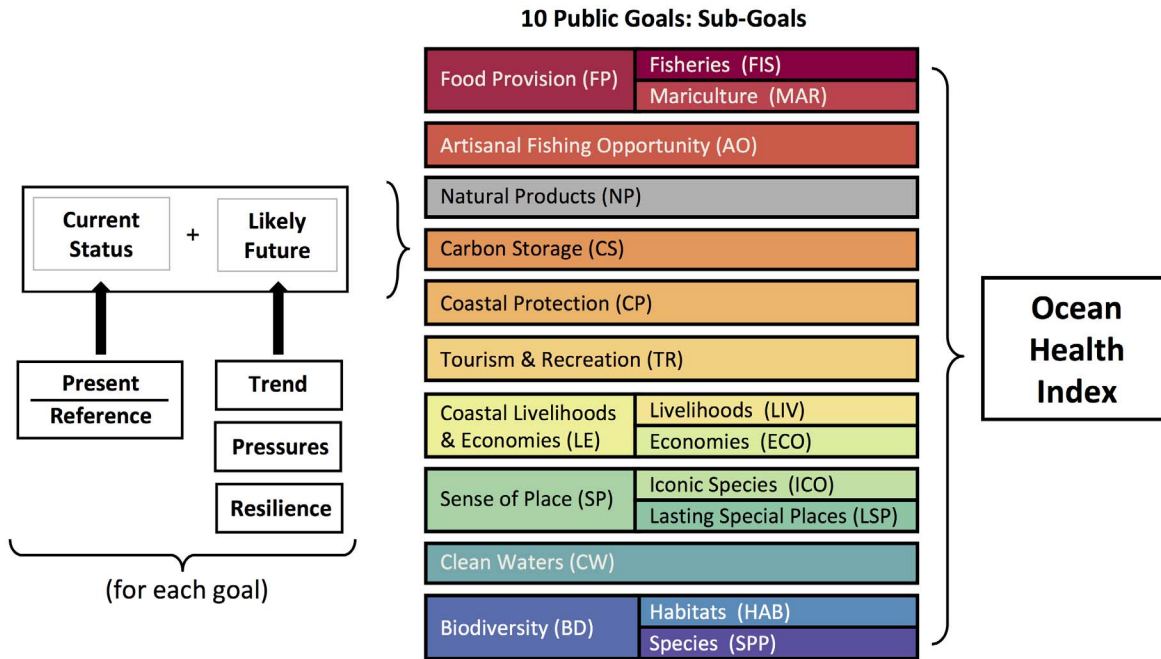 10 Public Goals: Sub-Goals
Food Provision (FP)
Fisheries (FIS)
Mariculture (MAR)
Artisanal Fishing Opportunity (AO)
Natural Products (NP)
Carbon Storage (CS)
Coastal Protection (CP)
Tourism & Recreation (TR)
Coastal Livelihoods
& Economies (LE)
Livelihoods (LIV)
Economies (ECO)
Sense of Place (SP)
Iconic Species (ICO)
Lasting Special Places (LSP)
Clean Waters (CW)
Biodiversity (BD)
Habitats (HAB)
Species (SPP)
Current
Status
+
Likely
Future
Present
Reference
Trend
Pressures
Resilience
(for each goal)
Ocean
Health
Index